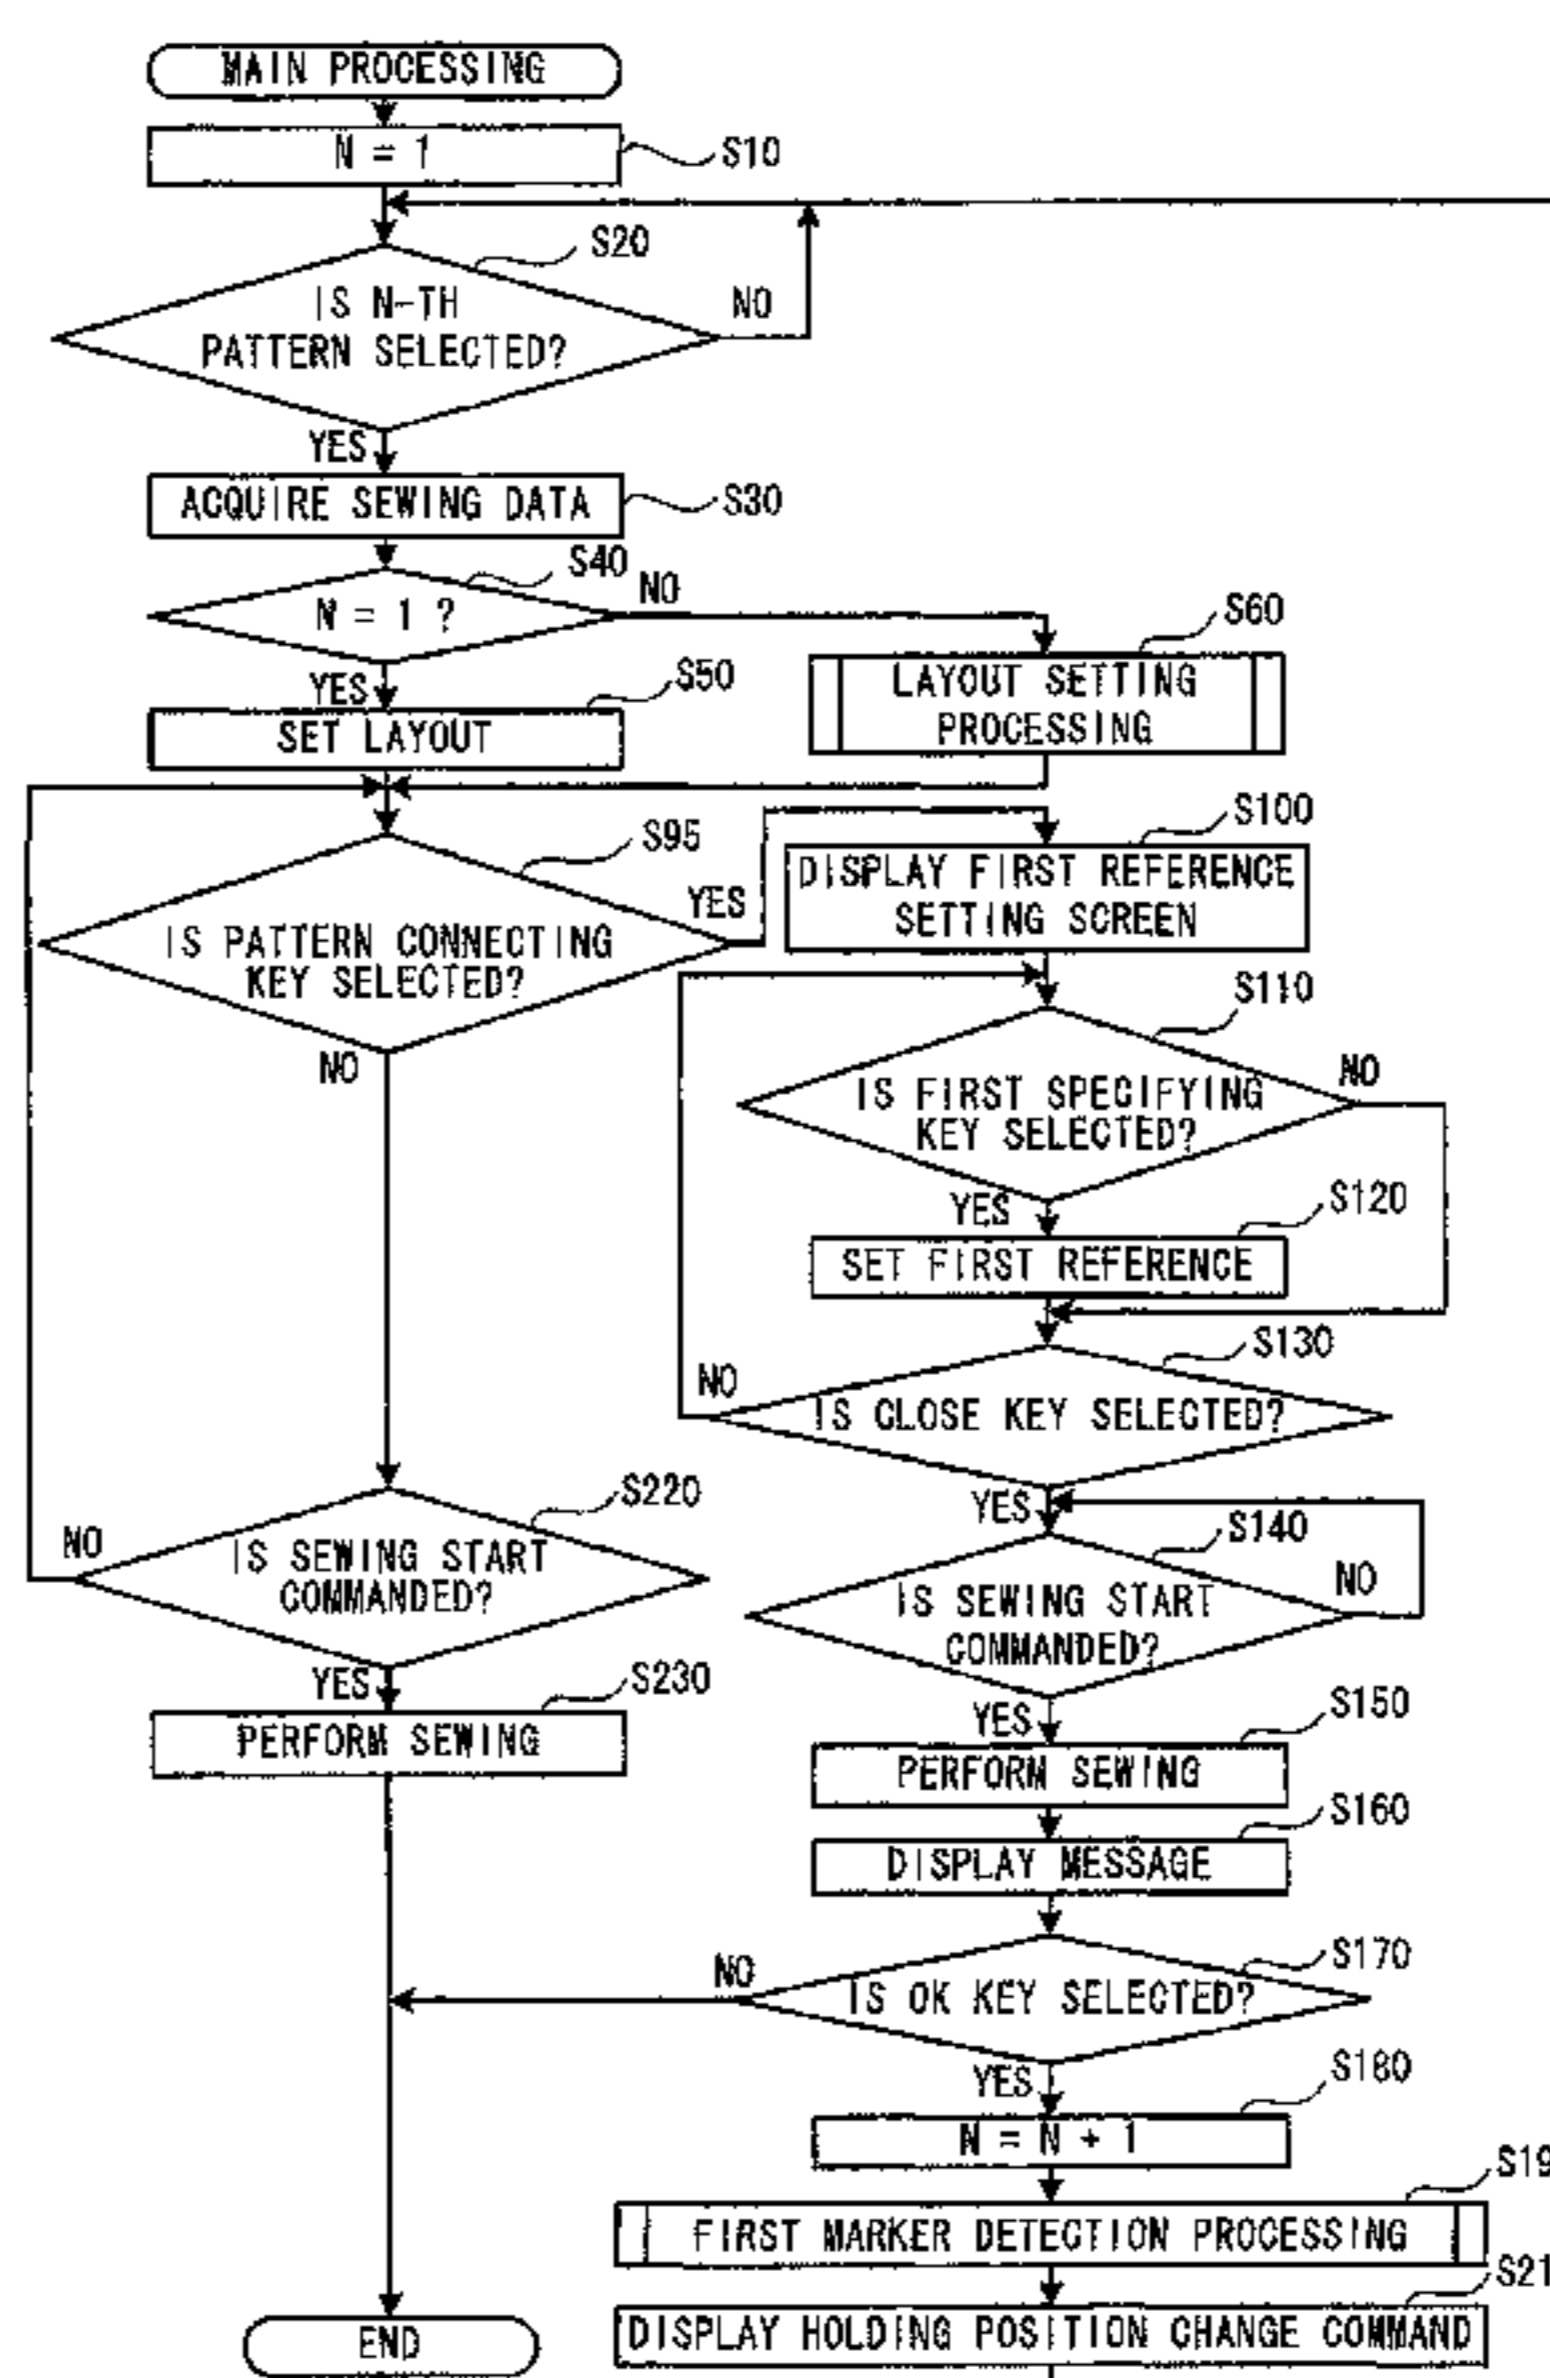 MAIN PROCESSING
N = 1
S10
S20
IS N-TH
PATTERN SELECTED?
NO
YES
ACQUIRE SEWING DATA
S30
S40
N = 1 ?
NO
YES
S60
LAYOUT SETTING
PROCESSING
S50
SET LAYOUT
S95
IS PATTERN CONNECTING
KEY SELECTED?
YES
NO
S100
DISPLAY FIRST REFERENCE
SETTING SCREEN
S110
IS FIRST SPECIFYING
KEY SELECTED?
NO
YES
S120
SET FIRST REFERENCE
S130
IS CLOSE KEY SELECTED?
NO
YES
S220
IS SEWING START
COMMANDED?
NO
YES
S140
IS SEWING START
COMMANDED?
NO
YES
S230
PERFORM SEWING
S150
PERFORM SEWING
S160
DISPLAY MESSAGE
S170
IS OK KEY SELECTED?
NO
YES
S180
N = N + 1
S19
FIRST MARKER DETECTION PROCESSING
S21
DISPLAY HOLDING POSITION CHANGE COMMAND
END